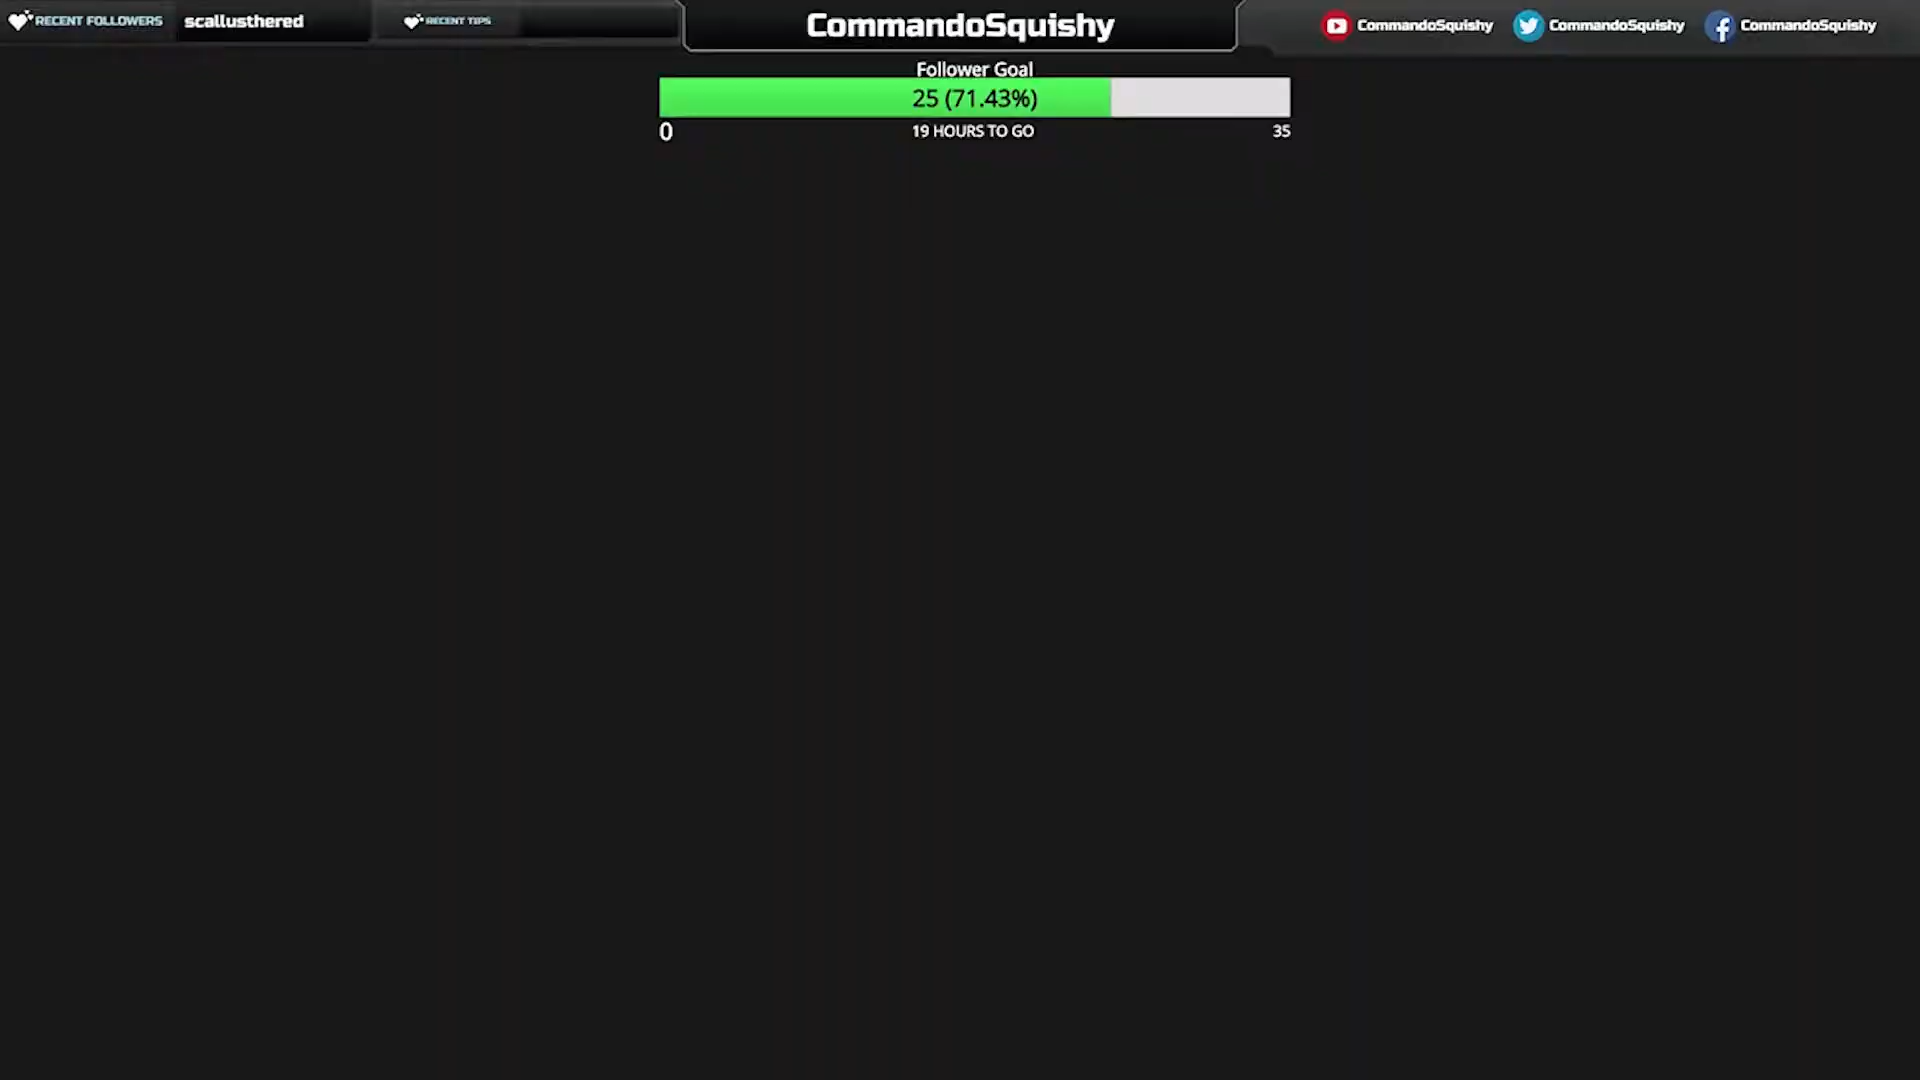 RECENT FOLLOWERS scallusthered RECENT TIPS CommandoSquishy CommandoSquishy CommandoSquishy CommandoSquishy
Follower Goal
25 (71.43%)
0 19 HOURS TO GO 35